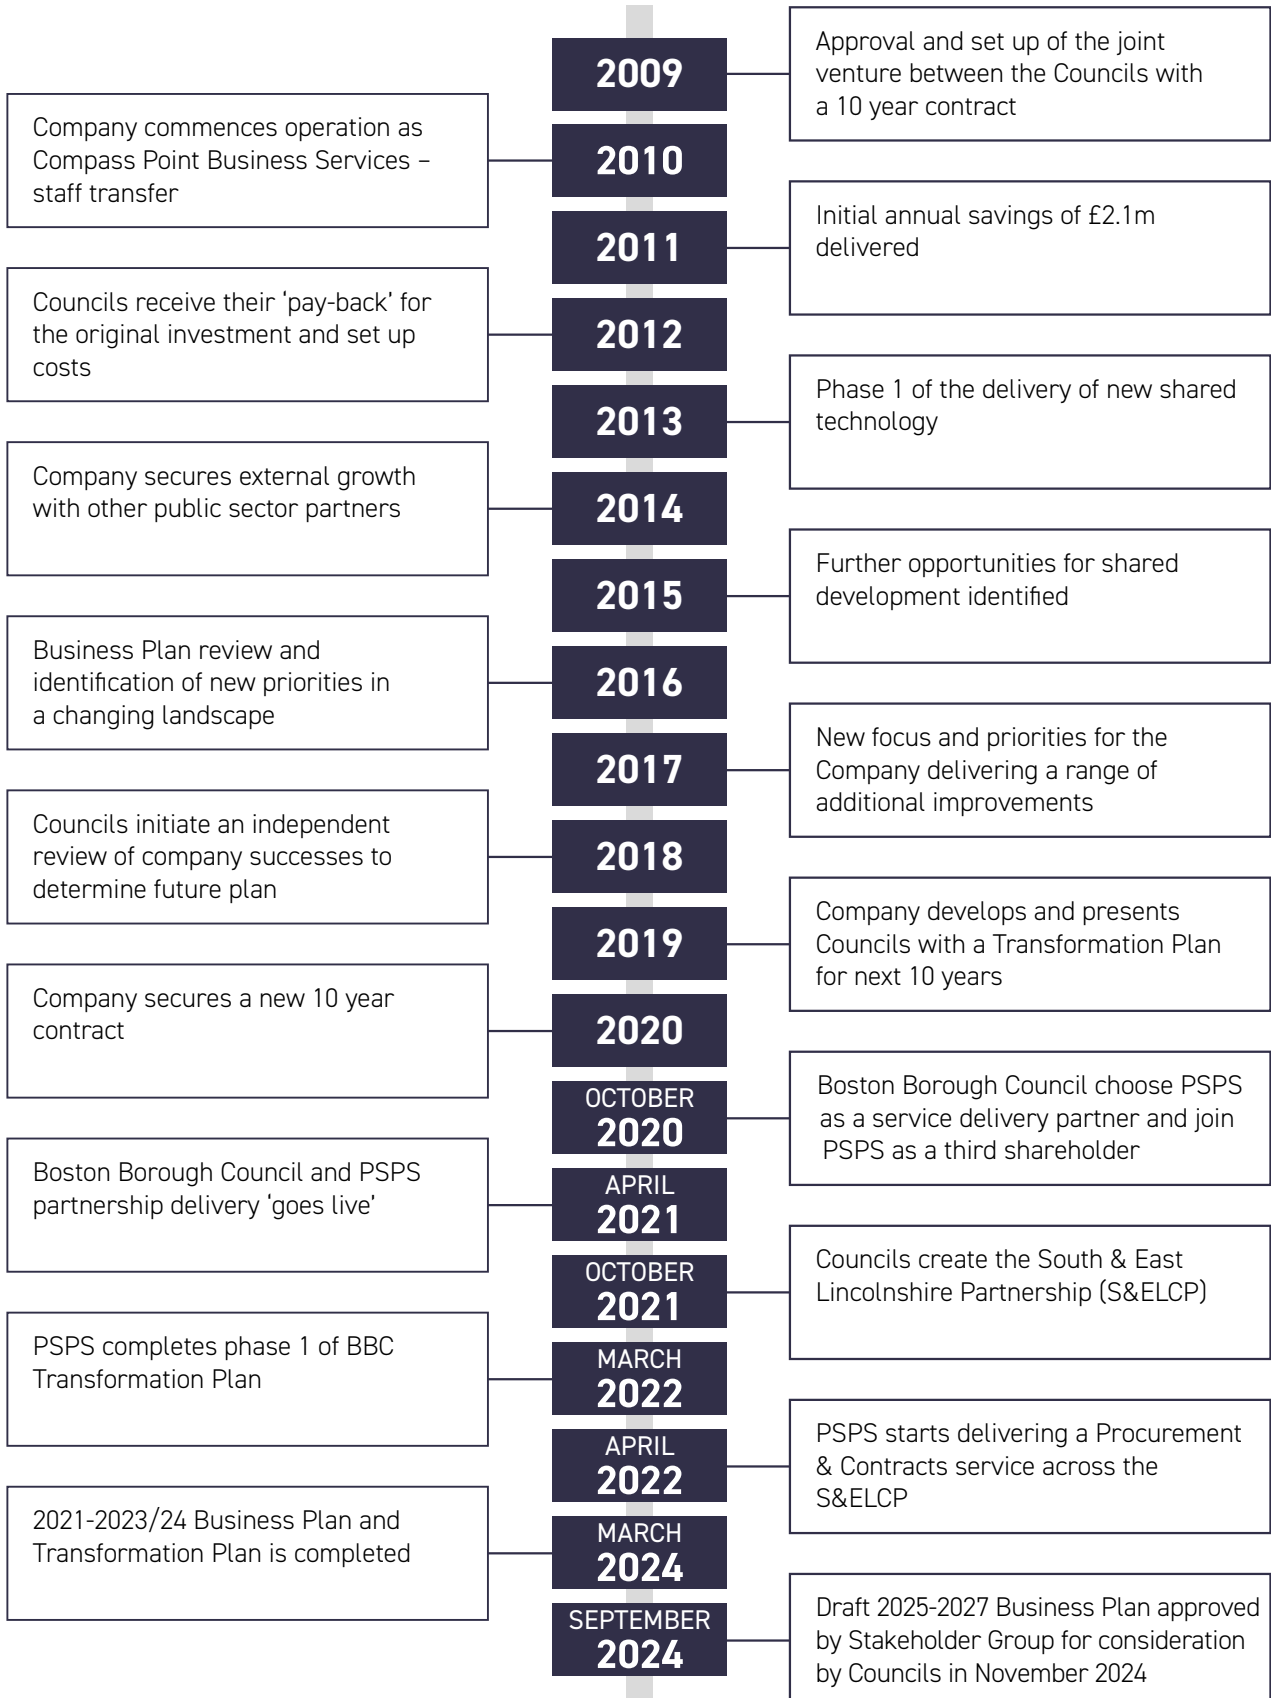 2009
Approval and set up of the joint
venture between the Councils with
a 10 year contract
2010
Company commences operation as
Compass Point Business Services –
staff transfer
2011
Initial annual savings of £2.1m
delivered
2012
Councils receive their ‘pay-back’ for
the original investment and set up
costs
2013
Phase 1 of the delivery of new shared
technology
2014
Company secures external growth
with other public sector partners
2015
Further opportunities for shared
development identified
2016
Business Plan review and
identification of new priorities in
a changing landscape
2017
New focus and priorities for the
Company delivering a range of
additional improvements
2018
Councils initiate an independent
review of company successes to
determine future plan
2019
Company develops and presents
Councils with a Transformation Plan
for next 10 years
2020
Company secures a new 10 year
contract
OCTOBER
2020
Boston Borough Council choose PSPS
as a service delivery partner and join
PSPS as a third shareholder
APRIL
2021
Boston Borough Council and PSPS
partnership delivery ‘goes live’
OCTOBER
2021
Councils create the South & East
Lincolnshire Partnership (S&ELCP)
MARCH
2022
PSPS completes phase 1 of BBC
Transformation Plan
APRIL
2022
PSPS starts delivering a Procurement
& Contracts service across the
S&ELCP
MARCH
2024
2021-2023/24 Business Plan and
Transformation Plan is completed
SEPTEMBER
2024
Draft 2025-2027 Business Plan approved
by Stakeholder Group for consideration
by Councils in November 2024